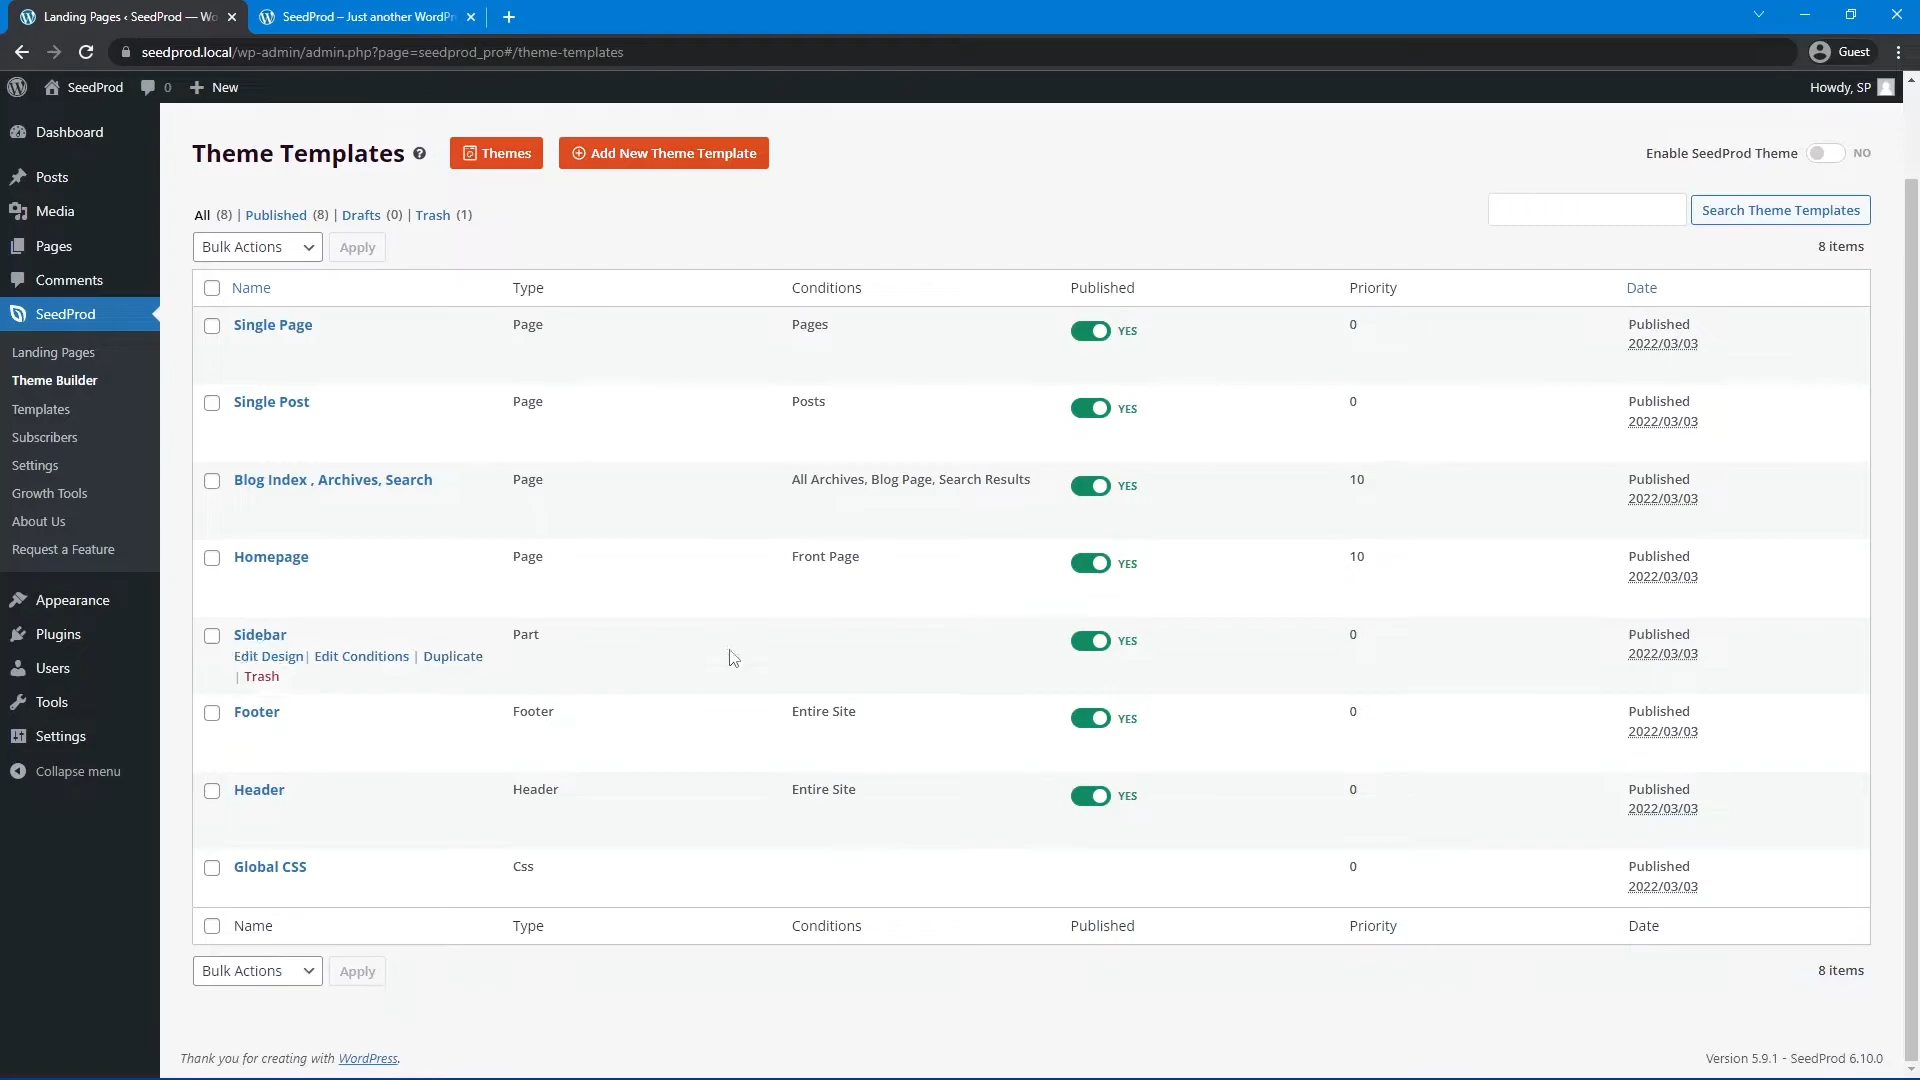 Landing Pages ‹ SeedProd — Wo
SeedProd – Just another WordPr
seedprod.local/wp-admin/admin.php?page=seedprod_pro#/theme-templates
Guest
SeedProd
0
New
Howdy, SP
Dashboard
Posts
Media
Pages
Comments
SeedProd
Landing Pages
Theme Builder
Templates
Subscribers
Settings
Growth Tools
About Us
Request a Feature
Appearance
Plugins
Users
Tools
Settings
Collapse menu
Theme Templates
Themes
Add New Theme Template
Enable SeedProd Theme NO
All (8) | Published (8) | Drafts (0) | Trash (1)
Search Theme Templates
Bulk Actions Apply
8 items
Name Type Conditions Published Priority Date
Single Page Page Pages YES 0 Published
2022/03/03
Single Post Page Posts YES 0 Published
2022/03/03
Blog Index , Archives, Search Page All Archives, Blog Page, Search Results YES 10 Published
2022/03/03
Homepage Page Front Page YES 10 Published
2022/03/03
Sidebar Part YES 0 Published
Edit Design| Edit Conditions | Duplicate 2022/03/03
| Trash
Footer Footer Entire Site YES 0 Published
2022/03/03
Header Header Entire Site YES 0 Published
2022/03/03
Global CSS Css 0 Published
2022/03/03
Name Type Conditions Published Priority Date
Bulk Actions Apply
8 items
Thank you for creating with WordPress.
Version 5.9.1 - SeedProd 6.10.0